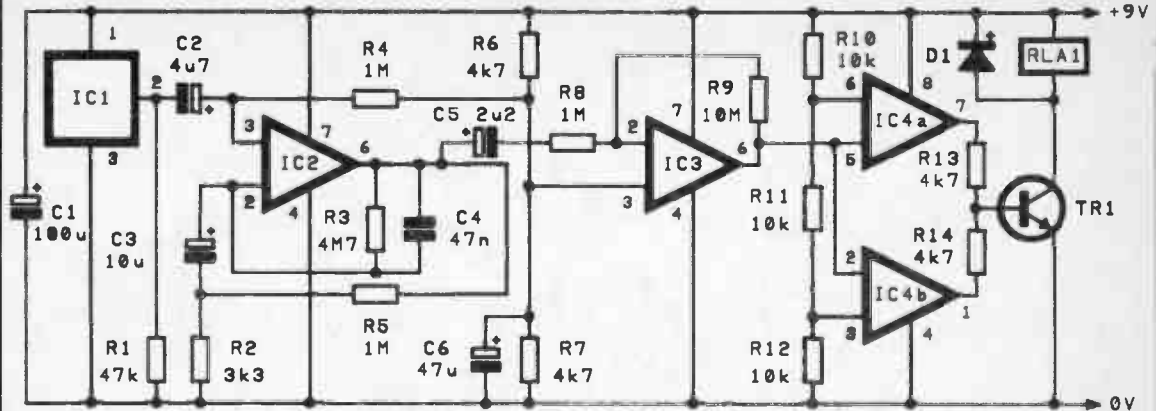 +9V
1
IC1
2
3
C1
100u
C2
4u7
R1
47k
C3
10u
R2
3k3
R4
1M
3
2
IC2
7
6
4
R3
4M7
C4
47n
R5
1M
C5 2u2
R6
4k7
C6
47u
R7
4k7
R8
1M
R9
10M
2
3
IC3
7
6
4
R10
10k
R11
10k
R12
10k
6
5
IC4a
8
7
2
3
IC4b
4
1
R13
4k7
R14
4k7
D1
RLA1
TR1
0V